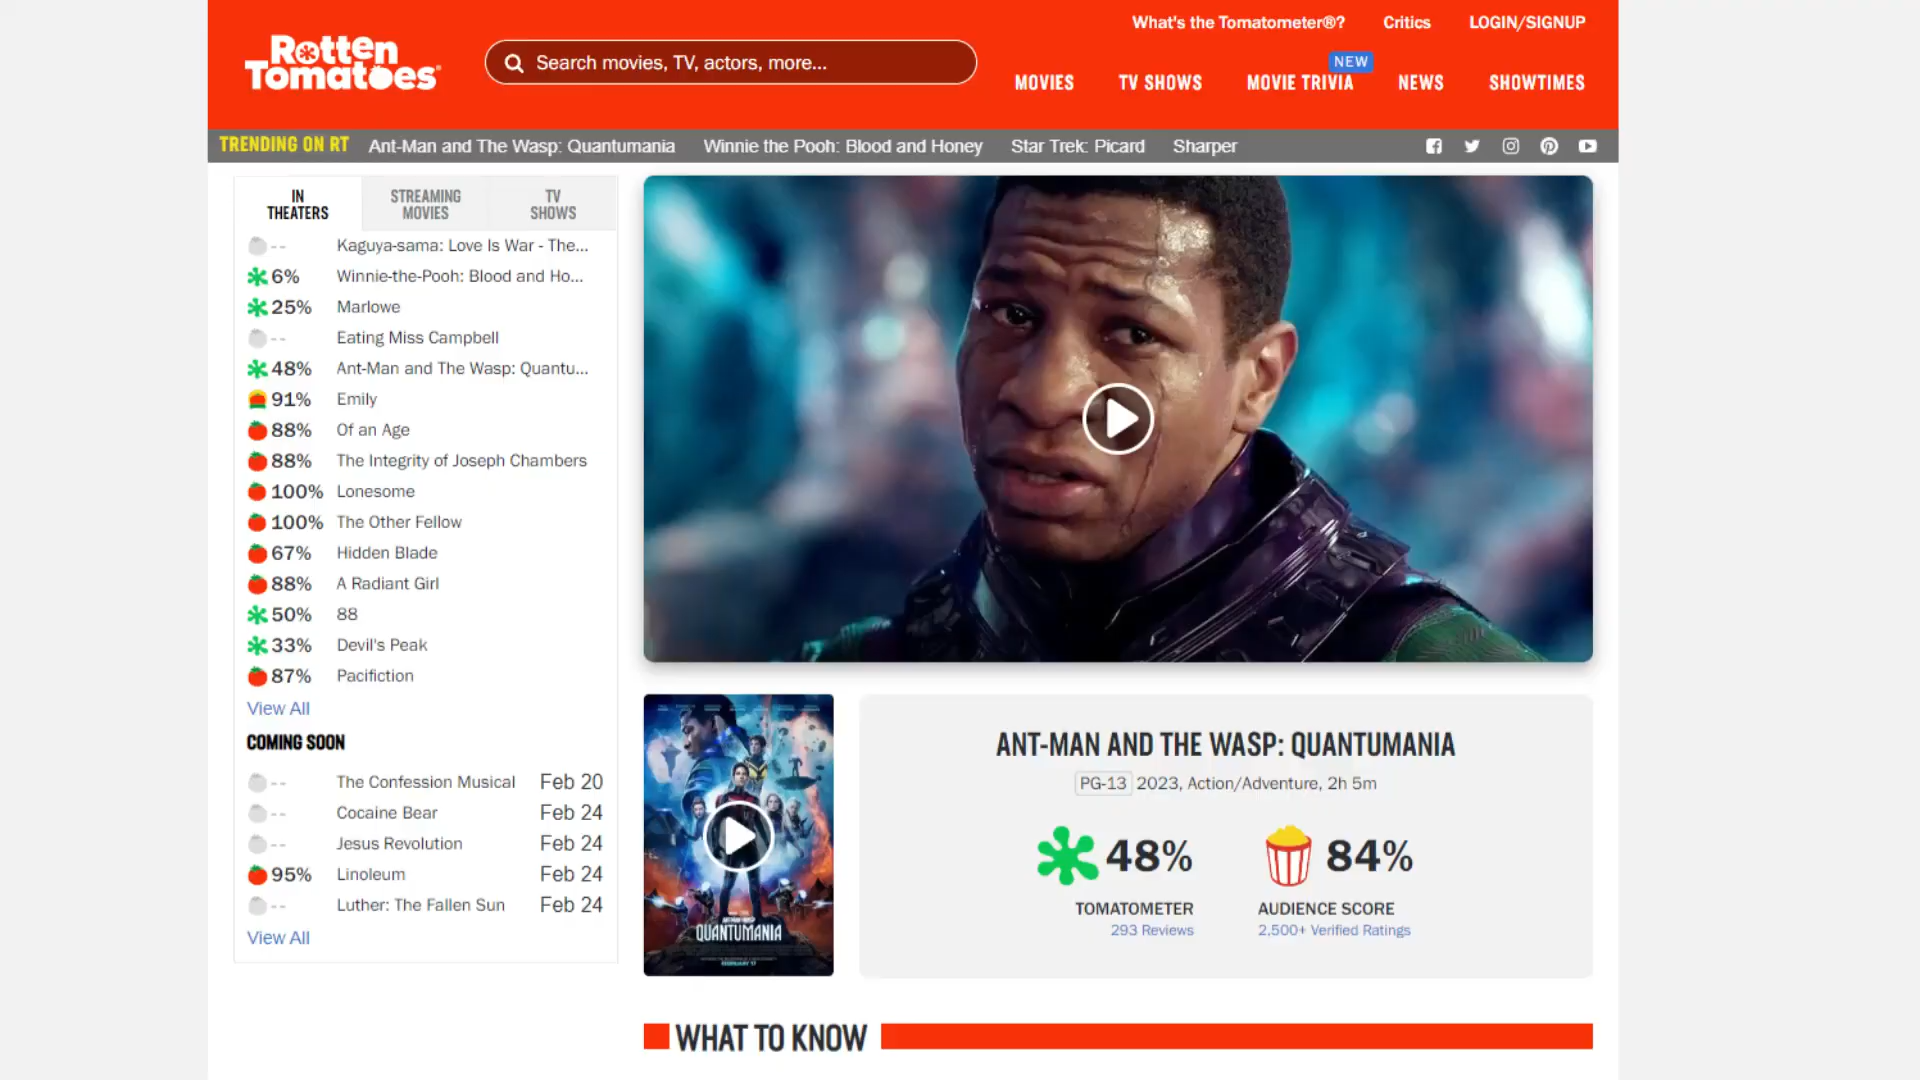 What's the Tomatometer®?
Critics
LOGIN/SIGNUP
Rotten
Tomatoes
Search movies, TV, actors, more...
NEW
MOVIES
TV SHOWS
MOVIE TRIVIA
NEWS
SHOWTIMES
TRENDING ON RT
Ant-Man and The Wasp: Quantumania
Winnie the Pooh: Blood and Honey
Star Trek: Picard
Sharper
IN
THEATERS
STREAMING
MOVIES
TV
SHOWS
-- Kaguya-sama: Love Is War - The...
6% Winnie-the-Pooh: Blood and Ho...
25% Marlowe
-- Eating Miss Campbell
48% Ant-Man and The Wasp: Quantu...
91% Emily
88% Of an Age
88% The Integrity of Joseph Chambers
100% Lonesome
100% The Other Fellow
67% Hidden Blade
88% A Radiant Girl
50% 88
33% Devil's Peak
87% Pacifiction
View All
COMING SOON
-- The Confession Musical Feb 20
-- Cocaine Bear Feb 24
-- Jesus Revolution Feb 24
95% Linoleum Feb 24
-- Luther: The Fallen Sun Feb 24
View All
QUANTUMANIA
FEBRUARY 17
ANT-MAN AND THE WASP: QUANTUMANIA
PG-13 2023, Action/Adventure, 2h 5m
48%
TOMATOMETER
293 Reviews
84%
AUDIENCE SCORE
2,500+ Verified Ratings
WHAT TO KNOW